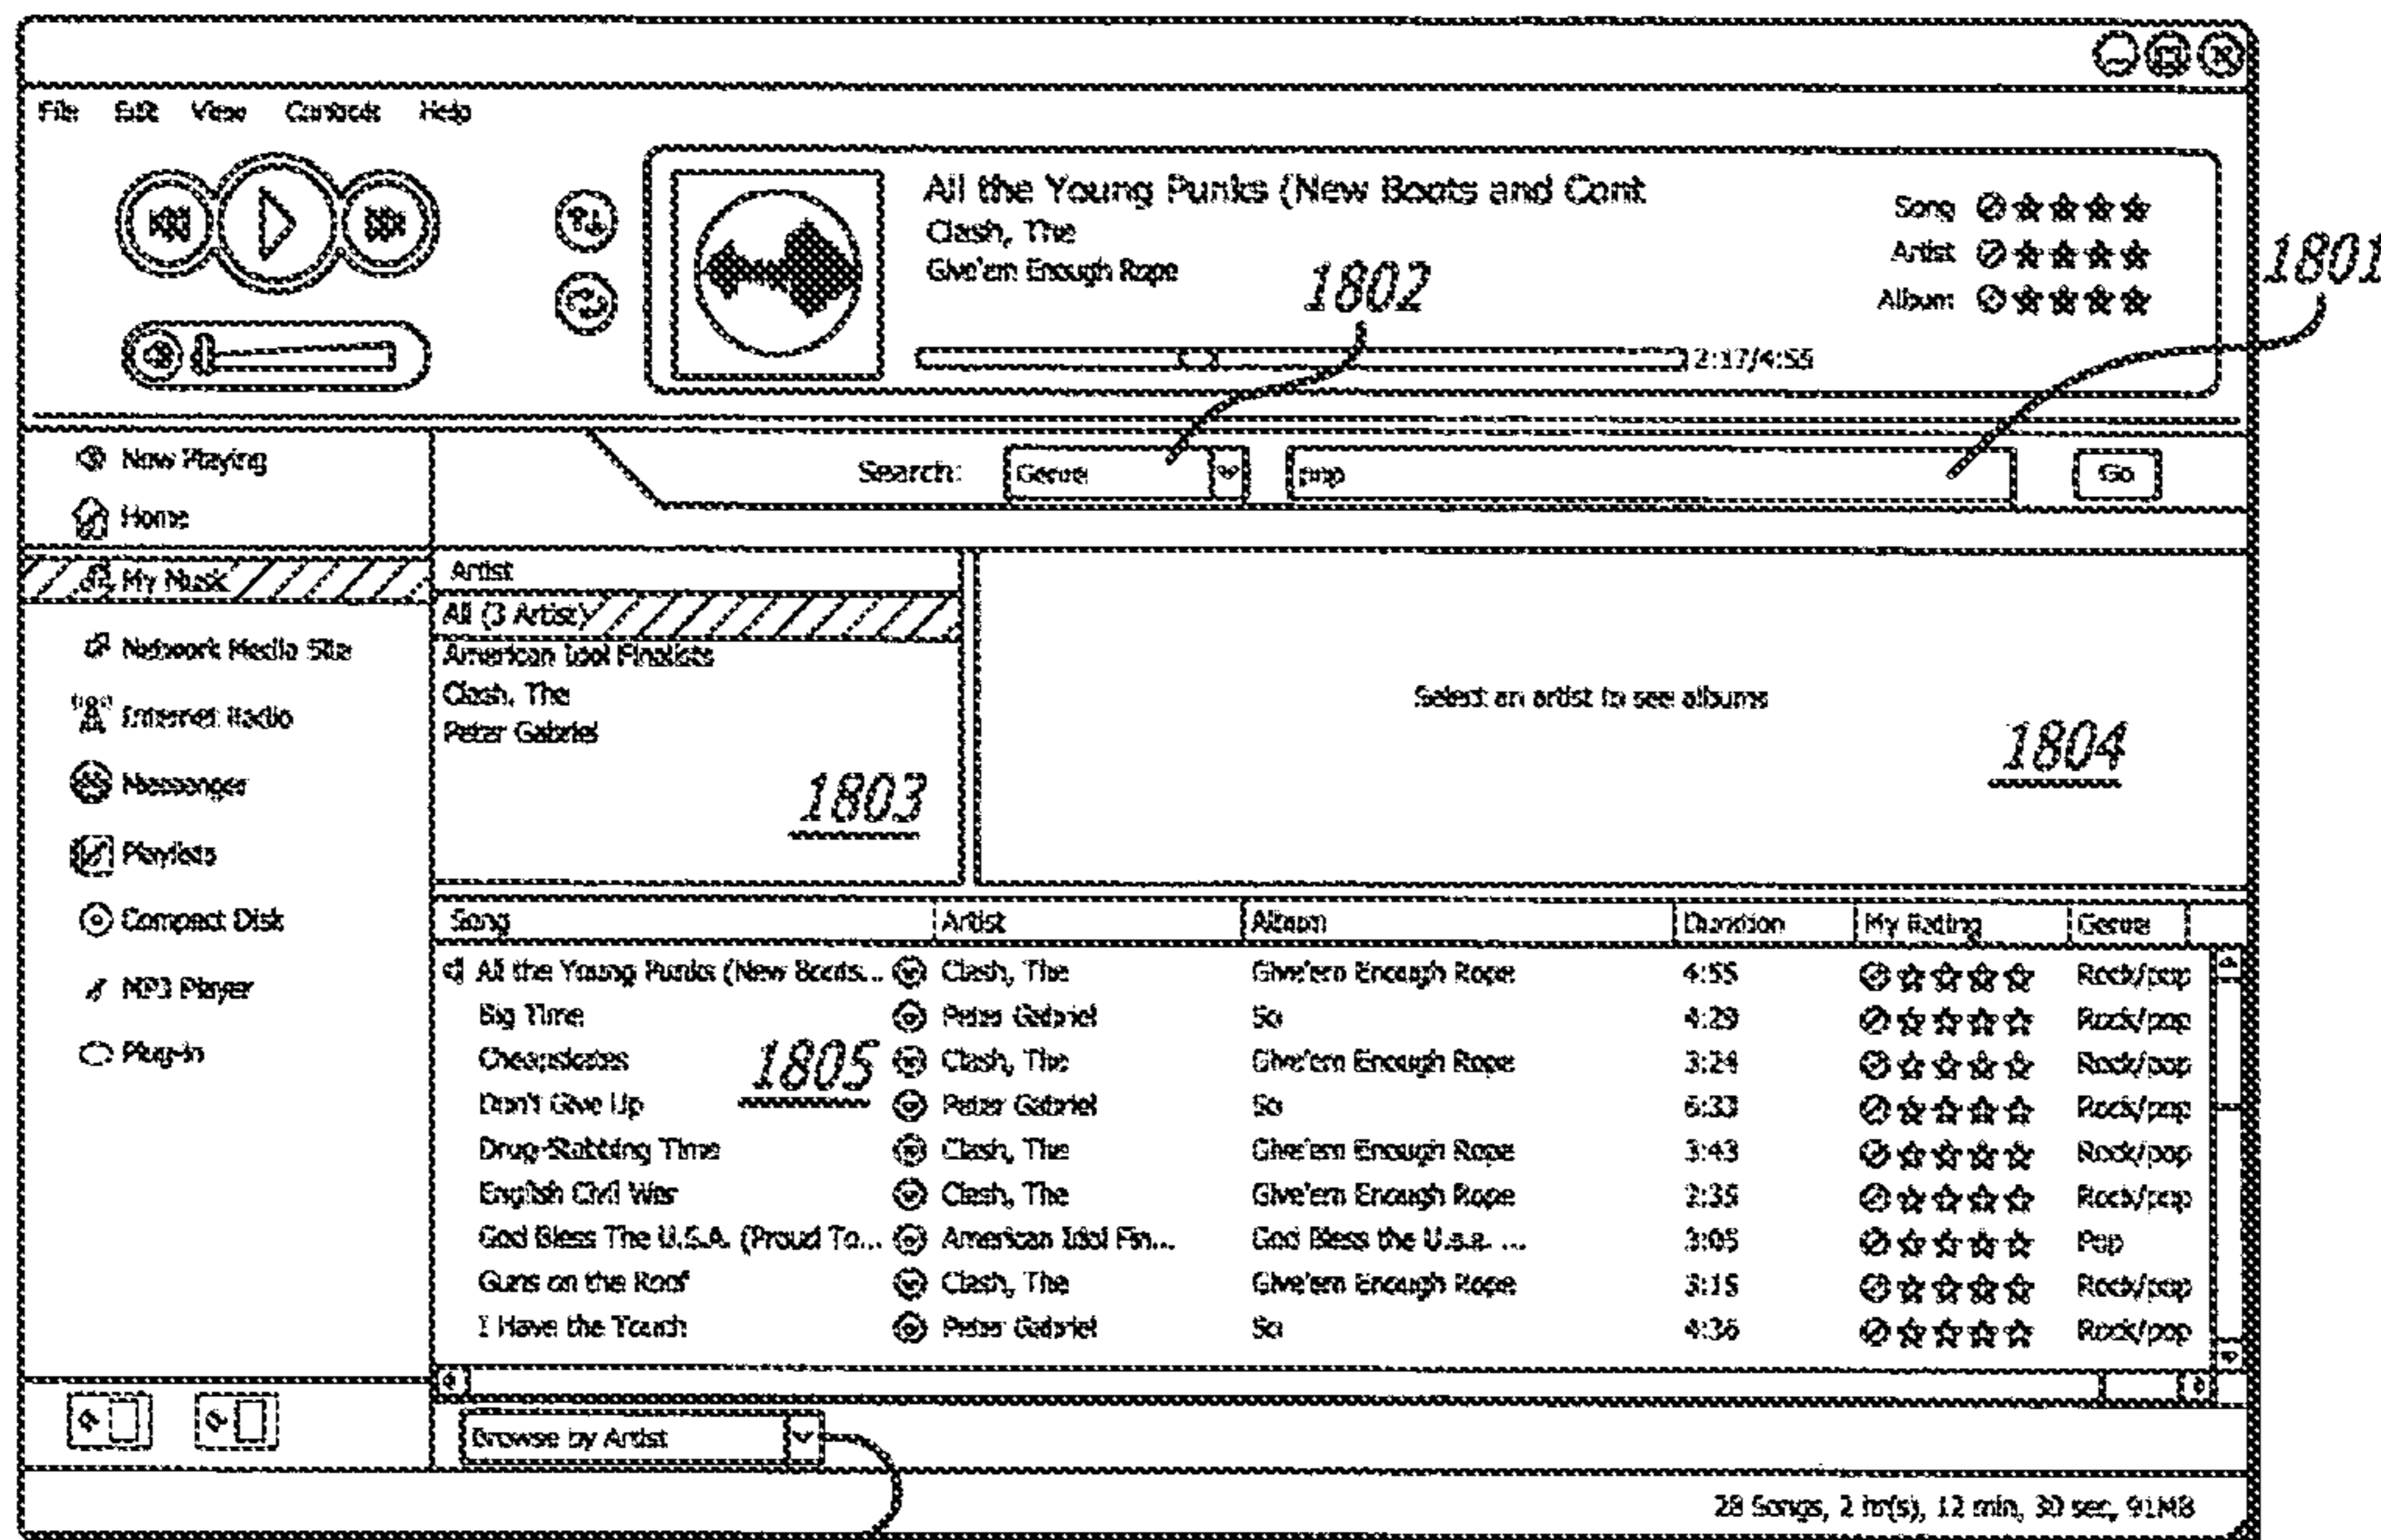 File Edit View Controls Help
All the Young Punks (New Boots and Cont
Clash, The
Give'em Enough Rope
Song
Artist
Album
1801
1802
2:17/4:55
Now Playing
Home
My Music
Network Media Site
Internet Radio
Messenger
Playlists
Compact Disk
MP3 Player
Plug-in
Search: Genre pop Go
Artist
All (3 Artist)
American Idol Finalists
Clash, The
Peter Gabriel
1803
Select an artist to see albums
1804
Song Artist Album Duration My Rating Genre
All the Young Punks (New Boots... Clash, The Give'em Enough Rope 4:55 Rock/pop
Big Time Peter Gabriel So 4:29 Rock/pop
Cheapskates Clash, The Give'em Enough Rope 3:24 Rock/pop
1805
Don't Give Up Peter Gabriel So 6:33 Rock/pop
Drug-Stabbing Time Clash, The Give'em Enough Rope 3:43 Rock/pop
English Civil War Clash, The Give'em Enough Rope 2:35 Rock/pop
God Bless The U.S.A. (Proud To... American Idol Fin... God Bless the U.s.a. ... 3:05 Pop
Guns on the Roof Clash, The Give'em Enough Rope 3:15 Rock/pop
I Have the Touch Peter Gabriel So 4:36 Rock/pop
Browse by Artist
28 Songs, 2 hr(s), 12 min, 30 sec, 91MB